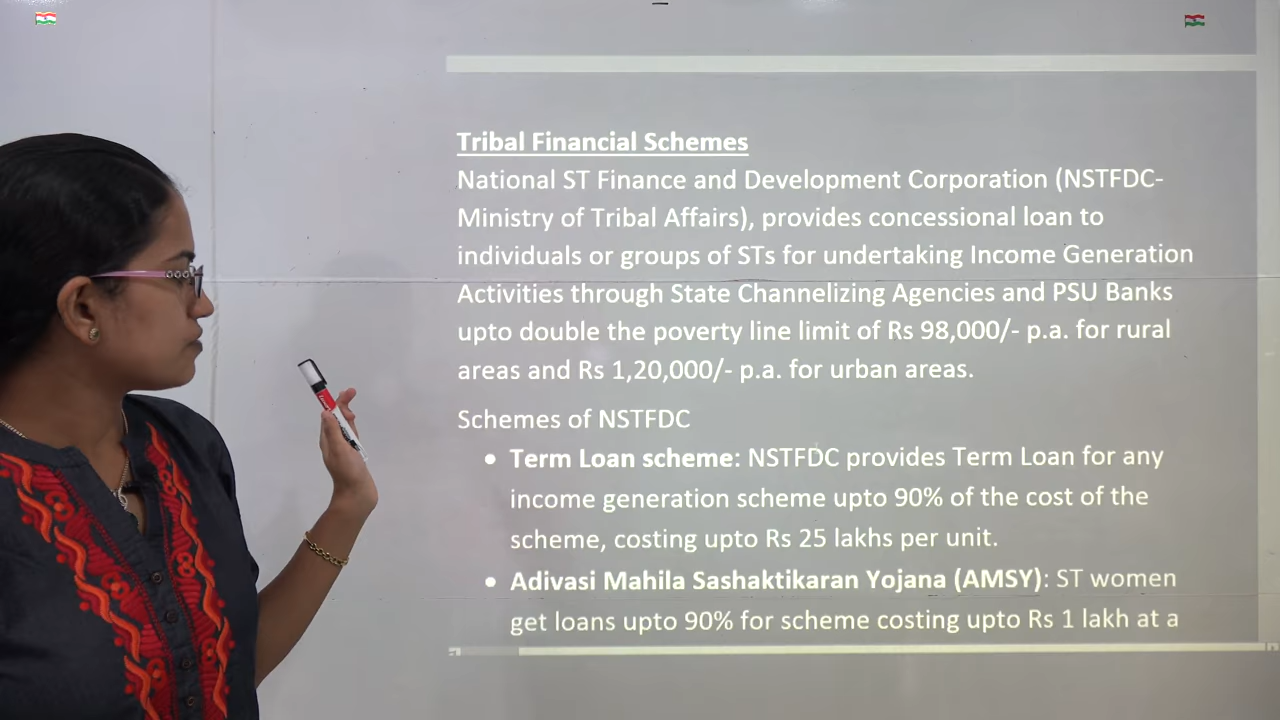 Tribal Financial Schemes
National ST Finance and Development Corporation (NSTFDC-
Ministry of Tribal Affairs), provides concessional loan to
individuals or groups of STs for undertaking Income Generation
Activities through State Channelizing Agencies and PSU Banks
upto double the poverty line limit of Rs 98,000/- p.a. for rural
areas and Rs 1,20,000/- p.a. for urban areas.
Schemes of NSTFDC
• Term Loan scheme: NSTFDC provides Term Loan for any
income generation scheme upto 90% of the cost of the
scheme, costing upto Rs 25 lakhs per unit.
• Adivasi Mahila Sashaktikaran Yojana (AMSY): ST women
get loans upto 90% for scheme costing upto Rs 1 lakh at a